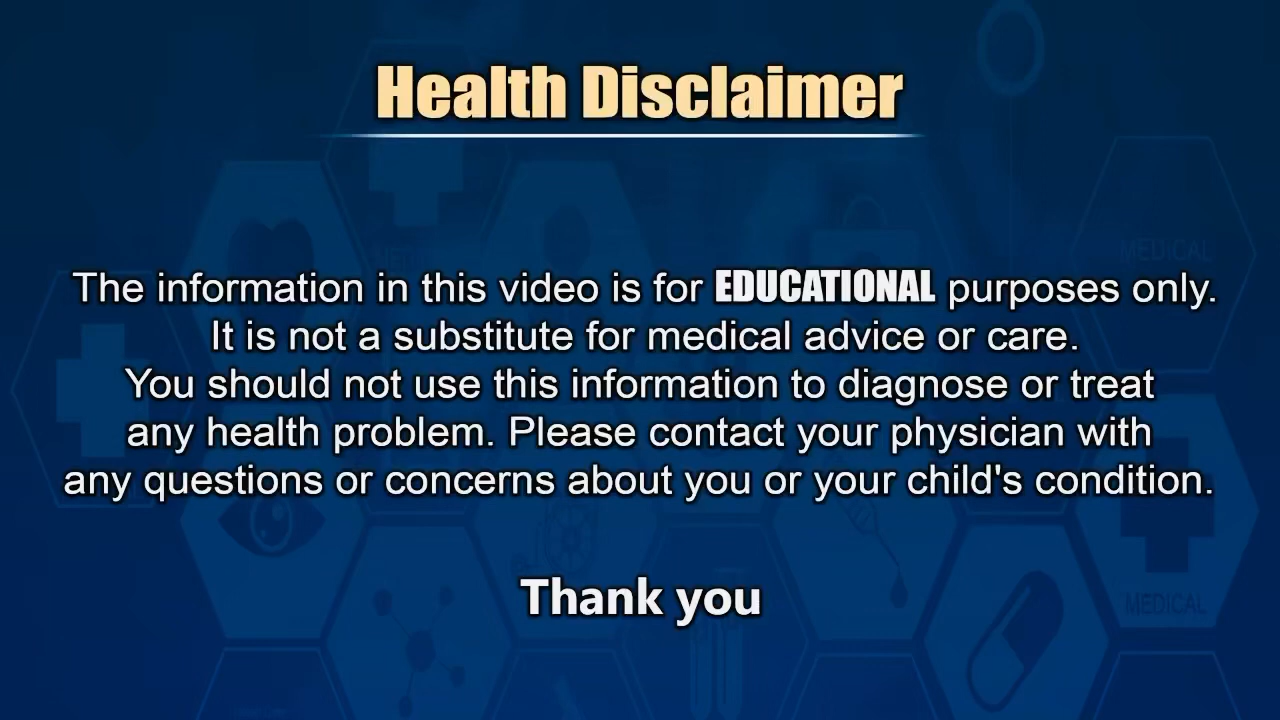 Health Disclaimer
The information in this video is for EDUCATIONAL purposes only.
It is not a substitute for medical advice or care.
You should not use this information to diagnose or treat
any health problem. Please contact your physician with
any questions or concerns about you or your child's condition.
Thank you
MEDICAL
MEDICAL